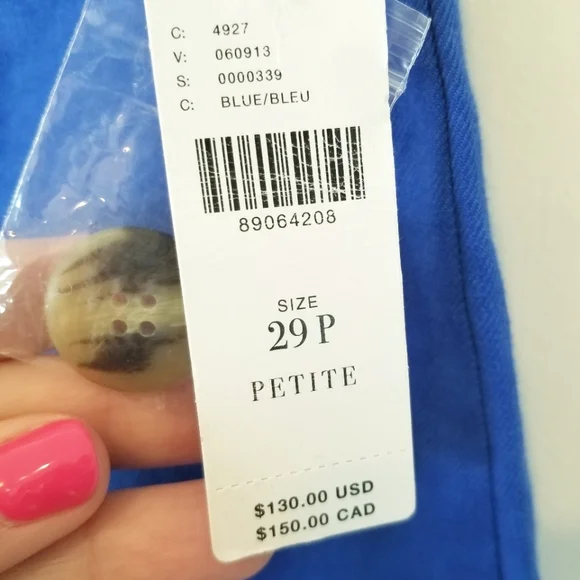 C: 4927
V: 060913
S: 0000339
C: BLUE/BLEU
89064208
SIZE
29 P
PETITE
$130.00 USD
$150.00 CAD